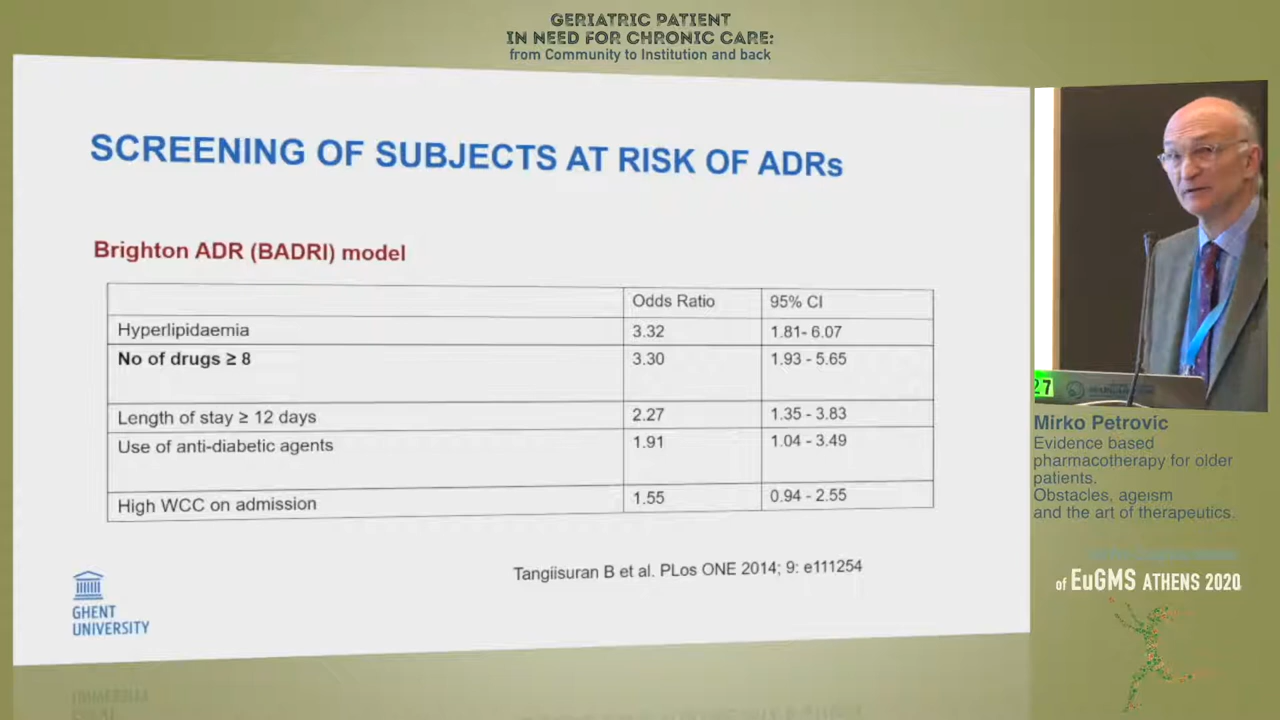 GERIATRIC PATIENT
IN NEED FOR CHRONIC CARE:
from Community to Institution and back
SCREENING OF SUBJECTS AT RISK OF ADRs
Brighton ADR (BADRI) model
Odds Ratio 95% CI
Hyperlipidaemia 3.32 1.81- 6.07
No of drugs ≥ 8 3.30 1.93 - 5.65
Length of stay ≥ 12 days 2.27 1.35 - 3.83
Use of anti-diabetic agents 1.91 1.04 - 3.49
High WCC on admission 1.55 0.94 - 2.55
Tangiisuran B et al. PLos ONE 2014; 9: e111254
GHENT
UNIVERSITY
27
Mirko Petrovic
Evidence based
pharmacotherapy for older
patients.
Obstacles, ageism
and the art of therapeutics.
of EuGMS ATHENS 2020